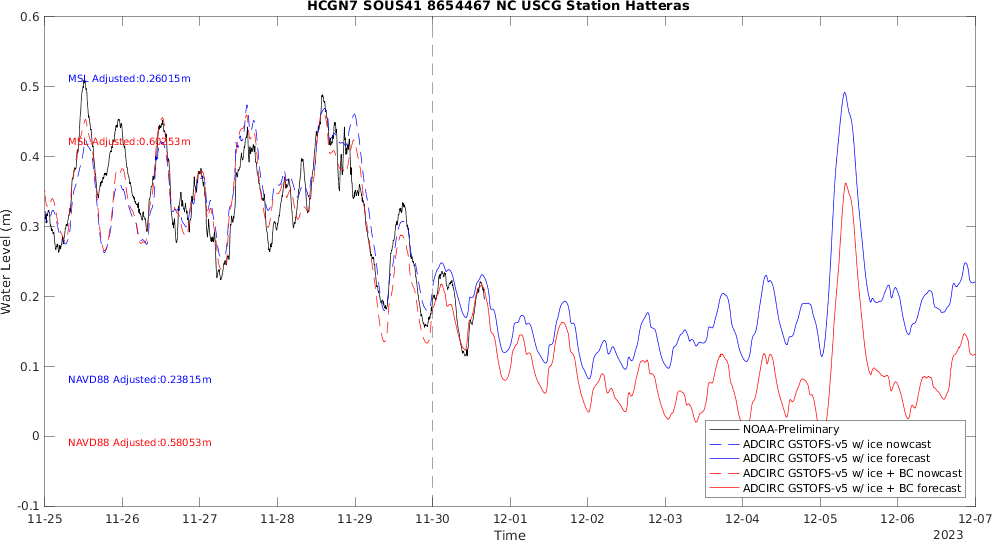 HCGN7 SOUS41 8654467 NC USCG Station Hatteras
0.6
0.5
0.4
0.3
0.2
0.1
0
-0.1
Water Level (m)
MSL Adjusted:0.26015m
MSL Adjusted:0.60253m
NAVD88 Adjusted:0.23815m
NAVD88 Adjusted:0.58053m
NOAA-Preliminary
ADCIRC GSTOFS-v5 w/ ice nowcast
ADCIRC GSTOFS-v5 w/ ice forecast
ADCIRC GSTOFS-v5 w/ ice + BC nowcast
ADCIRC GSTOFS-v5 w/ ice + BC forecast
11-25 11-26 11-27 11-28 11-29 11-30 12-01 12-02 12-03 12-04 12-05 12-06 12-07
Time
2023